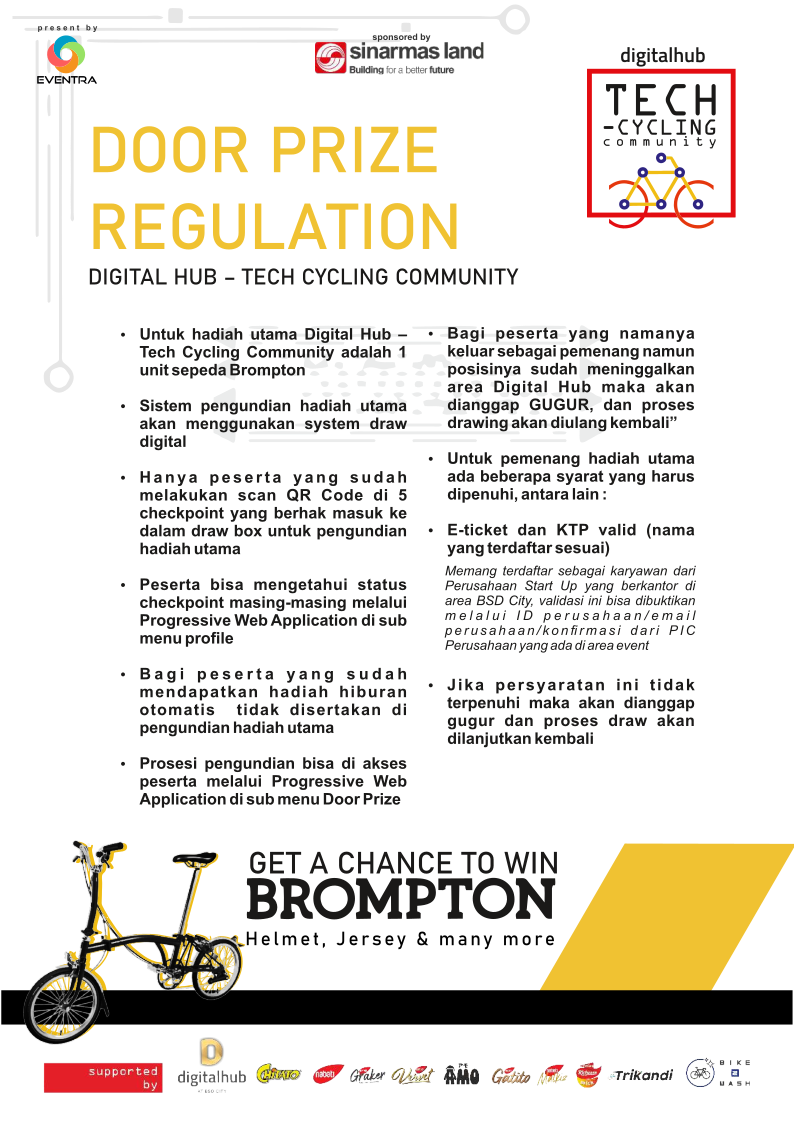 present by
EVENTRA
sponsored by
sinarmas land
Building for a better future
digitalhub
TECH
-CYCLING
community
DOOR PRIZE
REGULATION
DIGITAL HUB – TECH CYCLING COMMUNITY
• Untuk hadiah utama Digital Hub –
Tech Cycling Community adalah 1
unit sepeda Brompton
• Sistem pengundian hadiah utama
akan menggunakan system draw
digital
• Hanya peserta yang sudah
melakukan scan QR Code di 5
checkpoint yang berhak masuk ke
dalam draw box untuk pengundian
hadiah utama
• Peserta bisa mengetahui status
checkpoint masing-masing melalui
Progressive Web Application di sub
menu profile
• Bagi peserta yang sudah
mendapatkan hadiah hiburan
otomatis tidak disertakan di
pengundian hadiah utama
• Prosesi pengundian bisa di akses
peserta melalui Progressive Web
Application di sub menu Door Prize
• Bagi peserta yang namanya
keluar sebagai pemenang namun
posisinya sudah meninggalkan
area Digital Hub maka akan
dianggap GUGUR, dan proses
drawing akan diulang kembali”
• Untuk pemenang hadiah utama
ada beberapa syarat yang harus
dipenuhi, antara lain :
• E-ticket dan KTP valid (nama
yang terdaftar sesuai)
Memang terdaftar sebagai karyawan dari
Perusahaan Start Up yang berkantor di
area BSD City, validasi ini bisa dibuktikan
melalui ID perusahaan/email
perusahaan/konfirmasi dari PIC
Perusahaan yang ada di area event
• Jika persyaratan ini tidak
terpenuhi maka akan dianggap
gugur dan proses draw akan
dilanjutkan kembali
GET A CHANCE TO WIN
BROMPTON
Helmet, Jersey & many more
supported
by
digitalhub
AT BSD CITY
CHITATO
nabati
Graker
Velvet
THE
AMO
Gatito
Richeese
#Trikandi
BIKE
WASH